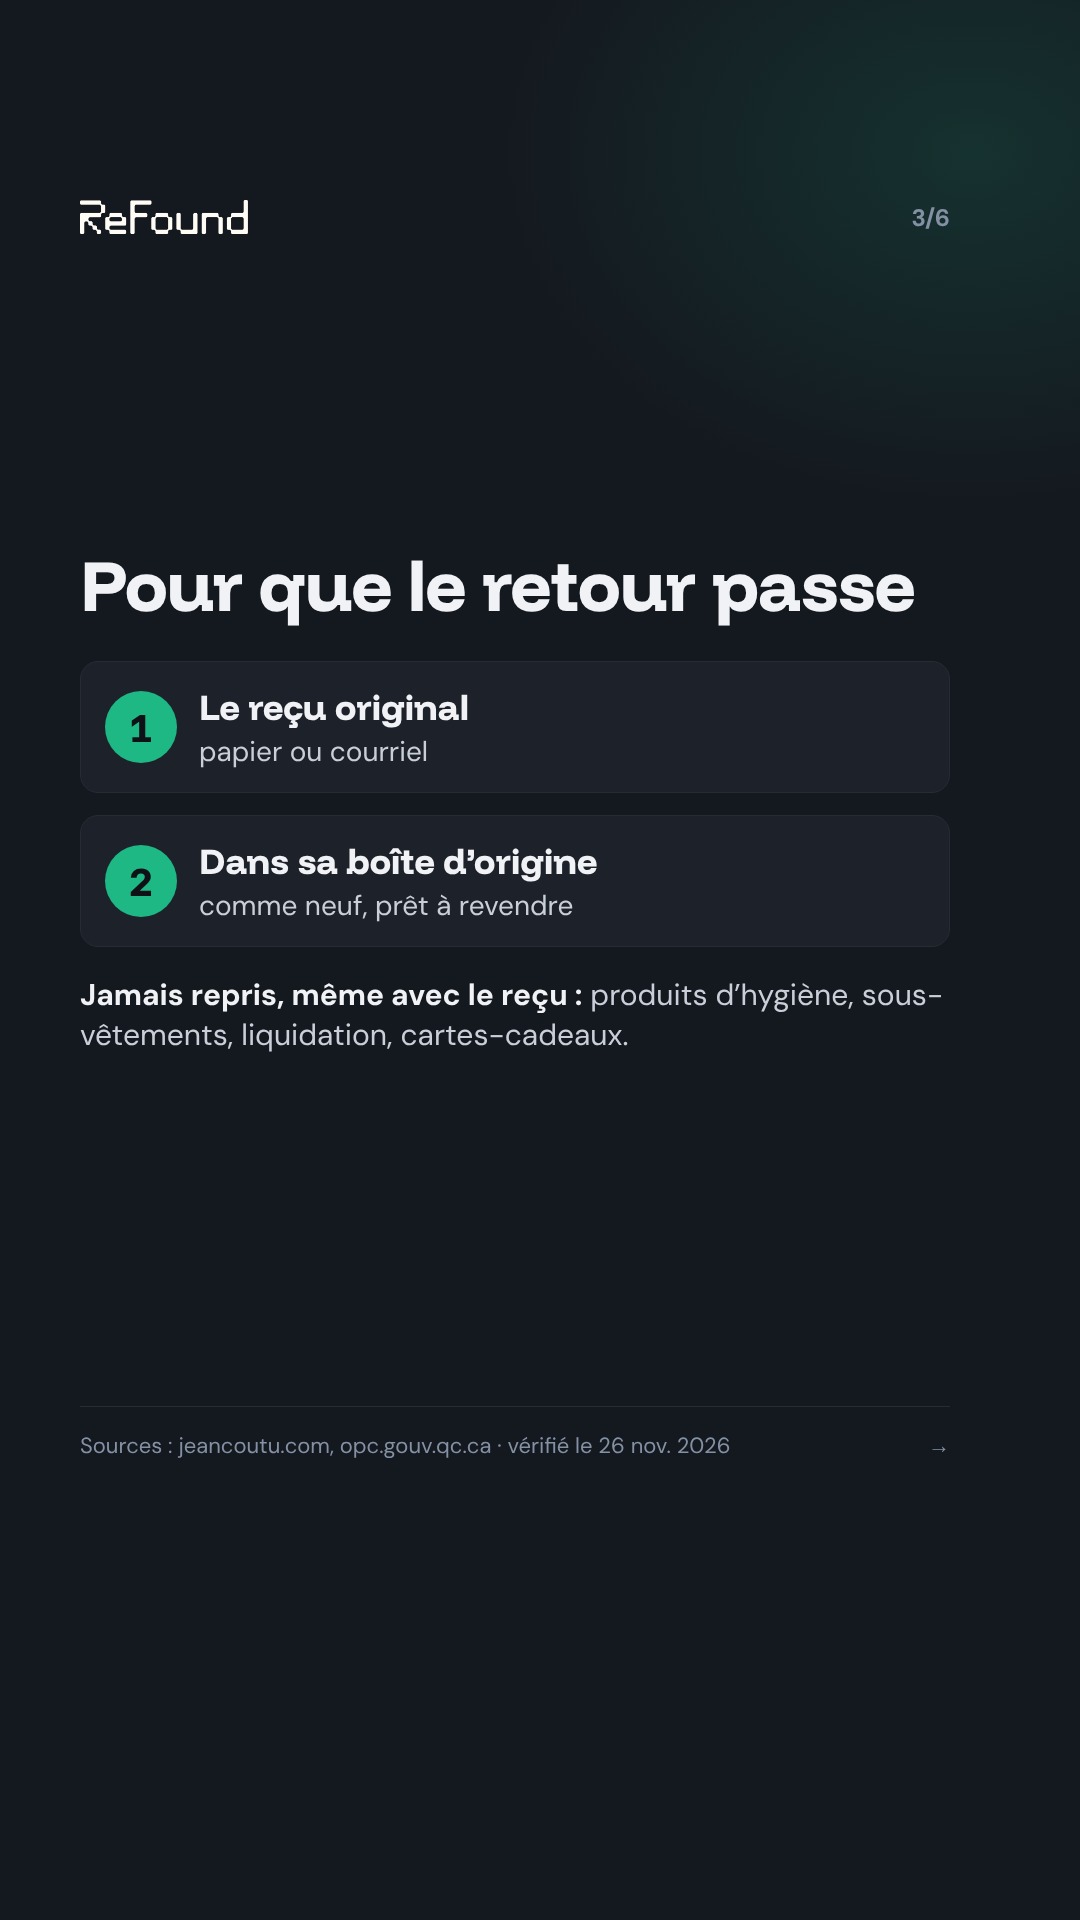 ReFound
3/6
Pour que le retour passe
1
Le reçu original
papier ou courriel
2
Dans sa boîte d’origine
comme neuf, prêt à revendre
Jamais repris, même avec le reçu : produits d’hygiène, sous-
vêtements, liquidation, cartes-cadeaux.
Sources : jeancoutu.com, opc.gouv.qc.ca · vérifié le 26 nov. 2026 →